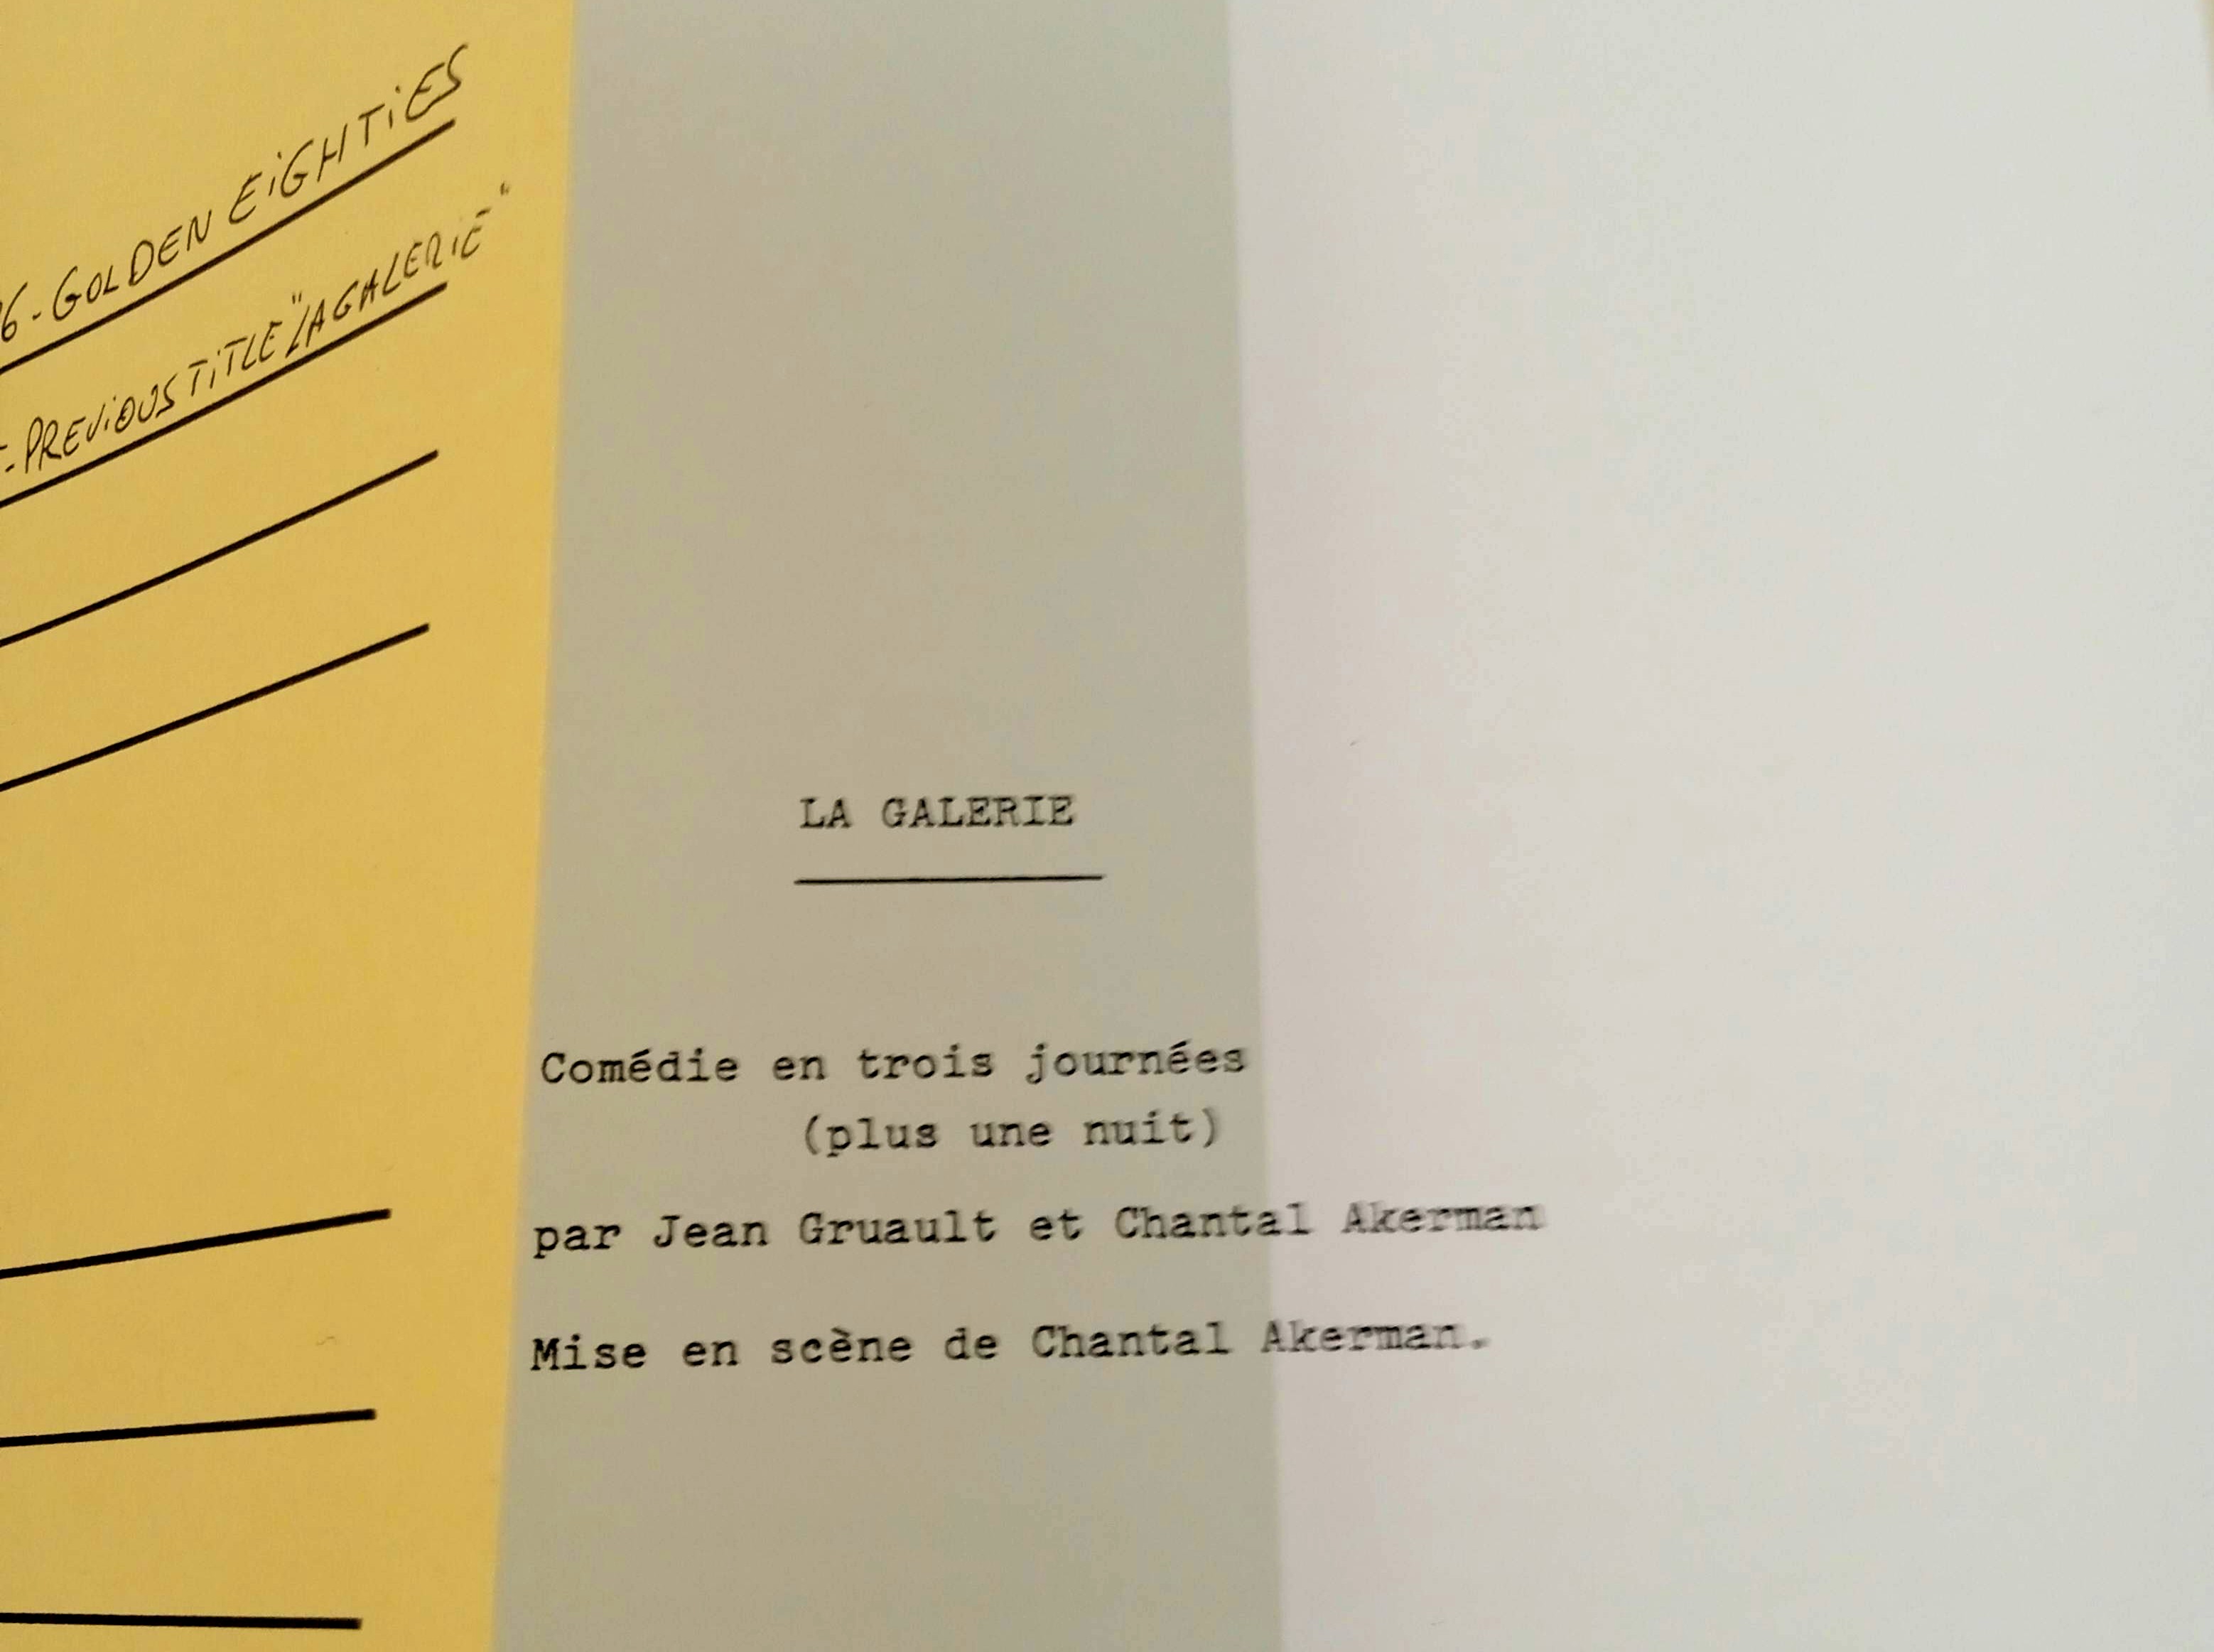 6-GOLDEN EiGHTiES
-PREViOUS TiTLE "LA GALERiE"
LA GALERIE
Comédie en trois journées
(plus une nuit)
par Jean Gruault et Chantal Akerman
Mise en scène de Chantal Akerman.